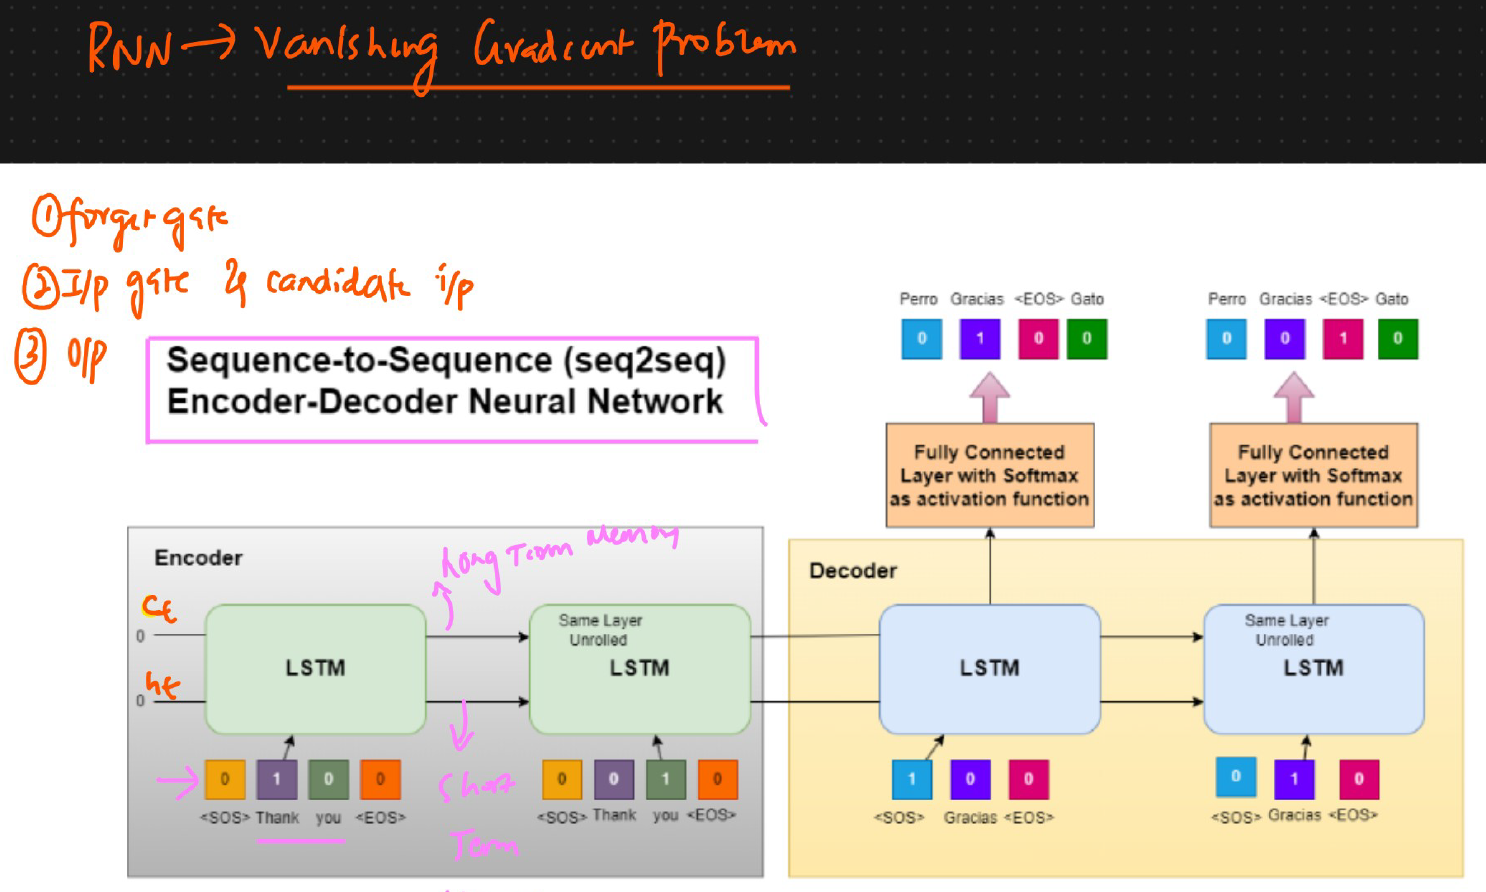 RNN → Vanishing Gradient Problem
① forget gate
② I/p gate & candidate i/p
③ O/p
Sequence-to-Sequence (seq2seq)
Encoder-Decoder Neural Network
Perro Gracias <EOS> Gato
0 1 0 0
Perro Gracias <EOS> Gato
0 0 1 0
Fully Connected
Layer with Softmax
as activation function
Fully Connected
Layer with Softmax
as activation function
Encoder
Long Term Memory
Ct
0
ht
0
LSTM
Same Layer
Unrolled
LSTM
Short
Term
0 1 0 0
<SOS> Thank you <EOS>
0 0 1 0
<SOS> Thank you <EOS>
Decoder
LSTM
Same Layer
Unrolled
LSTM
1 0 0
<SOS> Gracias <EOS>
0 1 0
<SOS> Gracias <EOS>